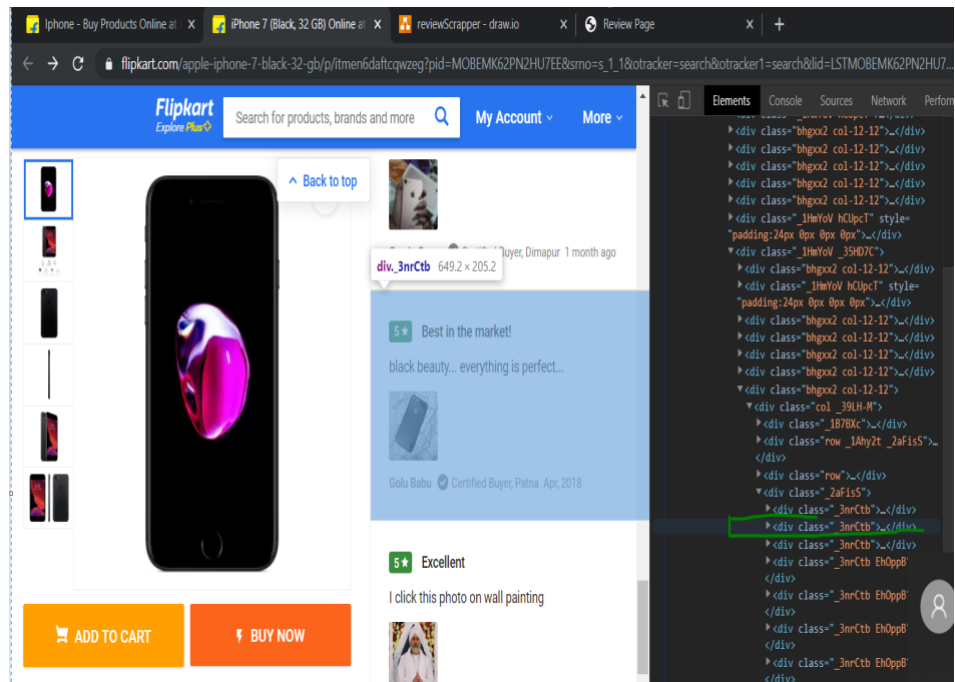 Iphone - Buy Products Online at
iPhone 7 (Black, 32 GB) Online at
reviewScrapper - draw.io
Review Page
flipkart.com/apple-iphone-7-black-32-gb/p/itmen6daftcqwzeg?pid=MOBEMK62PN2HU7EE&srno=s_1_1&otracker=search&otracker1=search&lid=LSTMOBEMK62PN2HU7...
Flipkart
Explore Plus
Search for products, brands and more
My Account
More
Back to top
Certified Buyer, Dimapur 1 month ago
div._3nrCtb 649.2 × 205.2
5★ Best in the market!
black beauty... everything is perfect...
Golu Babu Certified Buyer, Patna Apr, 2018
5★ Excellent
I click this photo on wall painting
ADD TO CART
BUY NOW
Elements Console Sources Network Perform
<div class="bhgxx2 col-12-12">…</div>
<div class="bhgxx2 col-12-12">…</div>
<div class="bhgxx2 col-12-12">…</div>
<div class="bhgxx2 col-12-12">…</div>
<div class="bhgxx2 col-12-12">…</div>
<div class="_1HmYoV hCUpcT" style=
"padding:24px 0px 0px 0px">…</div>
<div class="_1HmYoV _35HD7C">
<div class="bhgxx2 col-12-12">…</div>
<div class="_1HmYoV hCUpcT" style=
"padding:24px 0px 0px 0px">…</div>
<div class="bhgxx2 col-12-12">…</div>
<div class="bhgxx2 col-12-12">…</div>
<div class="bhgxx2 col-12-12">…</div>
<div class="bhgxx2 col-12-12">…</div>
<div class="bhgxx2 col-12-12">
<div class="col _39LH-M">
<div class="_1B7BXc">…</div>
<div class="row _1Ahy2t _2aFisS">…
</div>
<div class="row">…</div>
<div class="_2aFisS">
<div class="_3nrCtb">…</div>
<div class="_3nrCtb">…</div>
<div class="_3nrCtb">…</div>
<div class="_3nrCtb EhOppB"
</div>
<div class="_3nrCtb EhOppB"
</div>
<div class="_3nrCtb EhOppB"
</div>
<div class="_3nrCtb EhOppB"
</div>